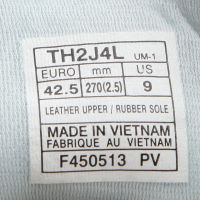 TH2J4L UM-1
EURO mm US
42.5 270(2.5) 9
LEATHER UPPER / RUBBER SOLE
MADE IN VIETNAM
FABRIQUE AU VIETNAM
F450513 PV